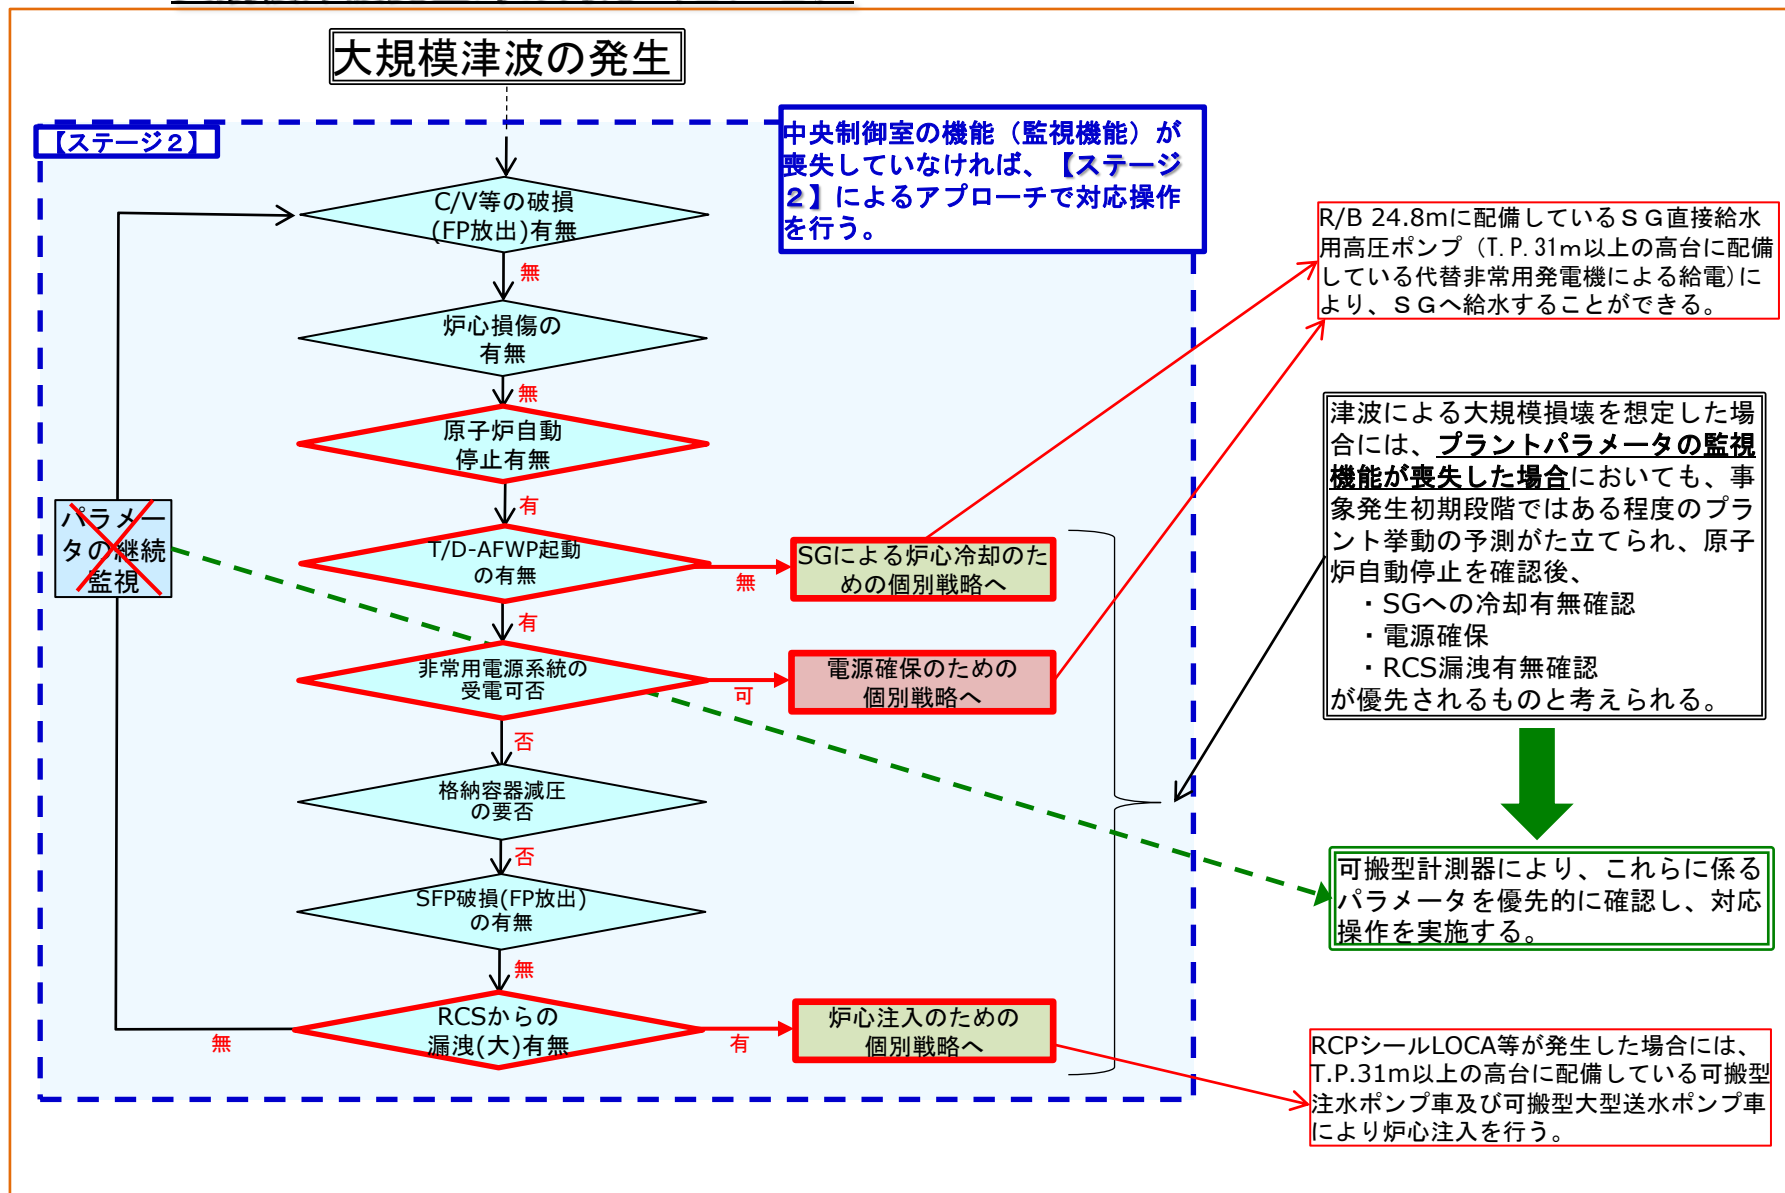 大規模津波の発生
【ステージ２】
中央制御室の機能（監視機能）が
喪失していなければ、【ステージ
２】によるアプローチで対応操作
を行う。
C/V等の破損
(FP放出)有無
無
炉心損傷の
有無
無
原子炉自動
停止有無
有
T/D-AFWP起動
の有無
無
SGによる炉心冷却のた
めの個別戦略へ
有
非常用電源系統の
受電可否
可
電源確保のための
個別戦略へ
否
格納容器減圧
の要否
否
SFP破損(FP放出)
の有無
無
RCSからの
漏洩(大)有無
無
有
炉心注入のための
個別戦略へ
パラメー
タの継続
監視
R/B 24.8mに配備しているＳＧ直接給水
用高圧ポンプ（T.P.31ｍ以上の高台に配備
している代替非常用発電機による給電)に
より、ＳＧへ給水することができる。
津波による大規模損壊を想定した場
合には、プラントパラメータの監視
機能が喪失した場合においても、事
象発生初期段階ではある程度のプラ
ント挙動の予測がた立てられ、原子
炉自動停止を確認後、
・SGへの冷却有無確認
・電源確保
・RCS漏洩有無確認
が優先されるものと考えられる。
可搬型計測器により、これらに係る
パラメータを優先的に確認し、対応
操作を実施する。
RCPシールLOCA等が発生した場合には、
T.P.31m以上の高台に配備している可搬型
注水ポンプ車及び可搬型大型送水ポンプ車
により炉心注入を行う。